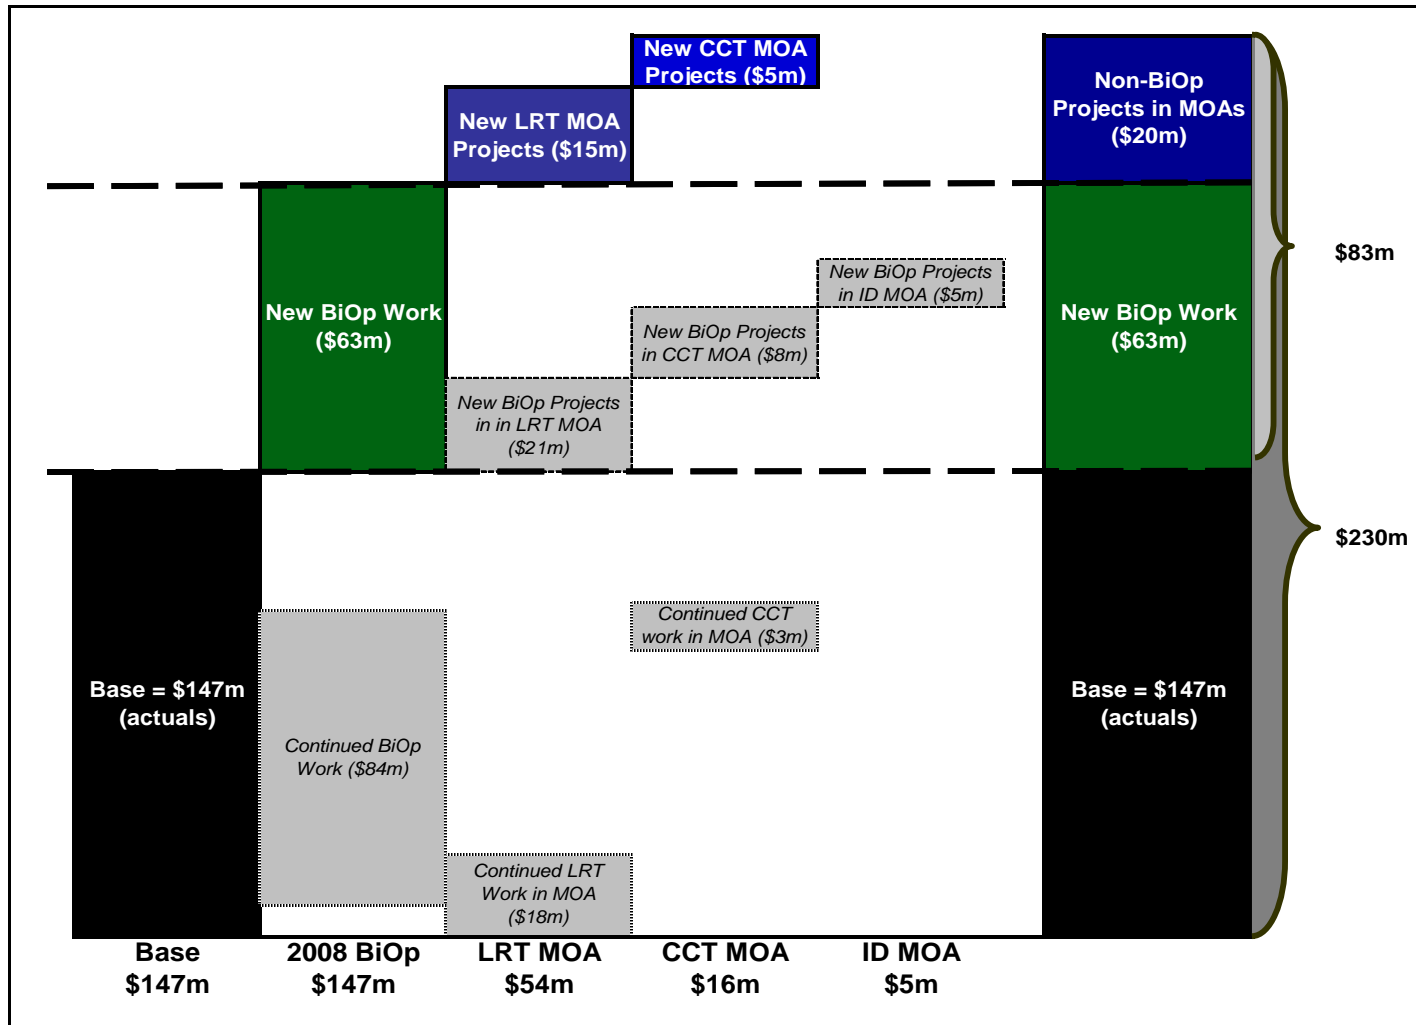 New CCT MOA
Projects ($5m)
New LRT MOA
Projects ($15m)
Non-BiOp
Projects in MOAs
($20m)
New BiOp Work
($63m)
New BiOp Projects
in ID MOA ($5m)
New BiOp Projects
in CCT MOA ($8m)
New BiOp Projects
in in LRT MOA
($21m)
New BiOp Work
($63m)
$83m
$230m
Base = $147m
(actuals)
Continued BiOp
Work ($84m)
Continued LRT
Work in MOA
($18m)
Continued CCT
work in MOA ($3m)
Base = $147m
(actuals)
Base
$147m
2008 BiOp
$147m
LRT MOA
$54m
CCT MOA
$16m
ID MOA
$5m